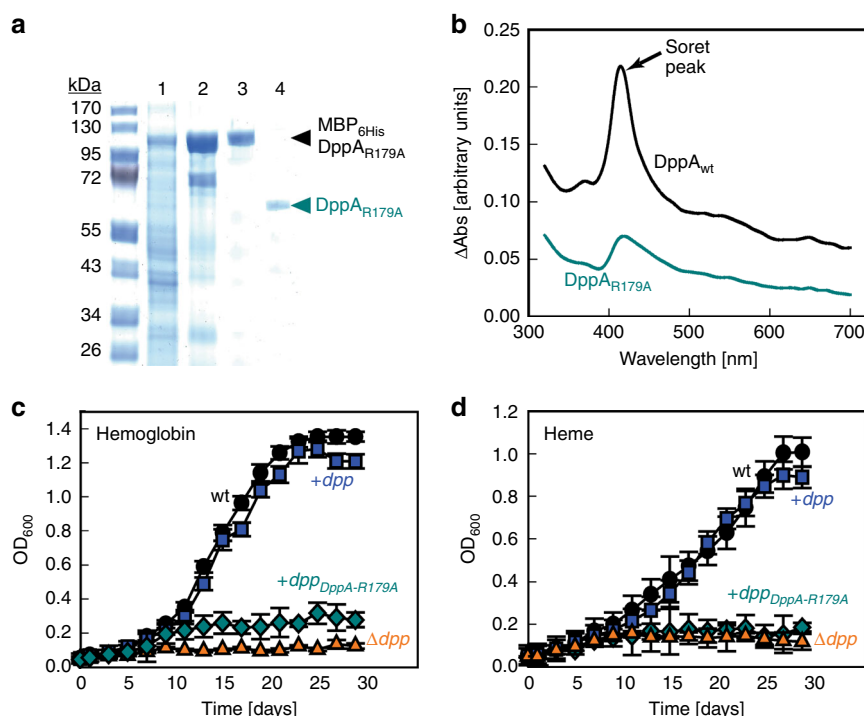 a
kDa
1 2 3 4
170
130
95
72
55
43
34
26
MBP6His
DppAR179A
DppAR179A
b
ΔAbs [arbitrary units]
0.25
0.20
0.15
0.10
0.05
0.00
Soret
peak
DppAwt
DppAR179A
300 400 500 600 700
Wavelength [nm]
c
Hemoglobin
OD600
1.4
1.2
1.0
0.8
0.6
0.4
0.2
0.0
wt
+dpp
+dppDppA-R179A
Δdpp
0 5 10 15 20 25 30
Time [days]
d
Heme
OD600
1.2
1.0
0.8
0.6
0.4
0.2
0.0
wt
+dpp
+dppDppA-R179A
Δdpp
0 5 10 15 20 25 30
Time [days]